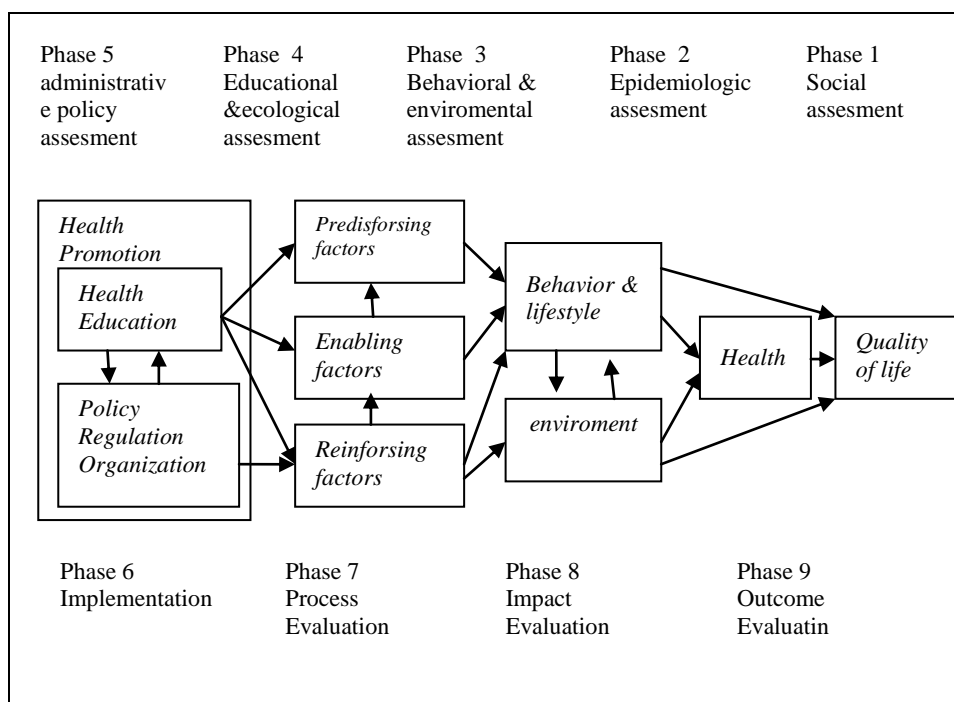 Phase 5
administrativ
e policy
assesment
Phase  4
Educational
&ecological
assesment
Phase  3
Behavioral &
enviromental
assesment
Phase  2
Epidemiologic
assesment
Phase 1
Social
assesment
Health
Promotion
Health
Education
Policy
Regulation
Organization
Predisforsing
factors
Enabling
factors
Reinforsing
factors
Behavior &
lifestyle
enviroment
Health
Quality
of life
Phase 6
Implementation
Phase 7
Process
Evaluation
Phase 8
Impact
Evaluation
Phase 9
Outcome
Evaluatin